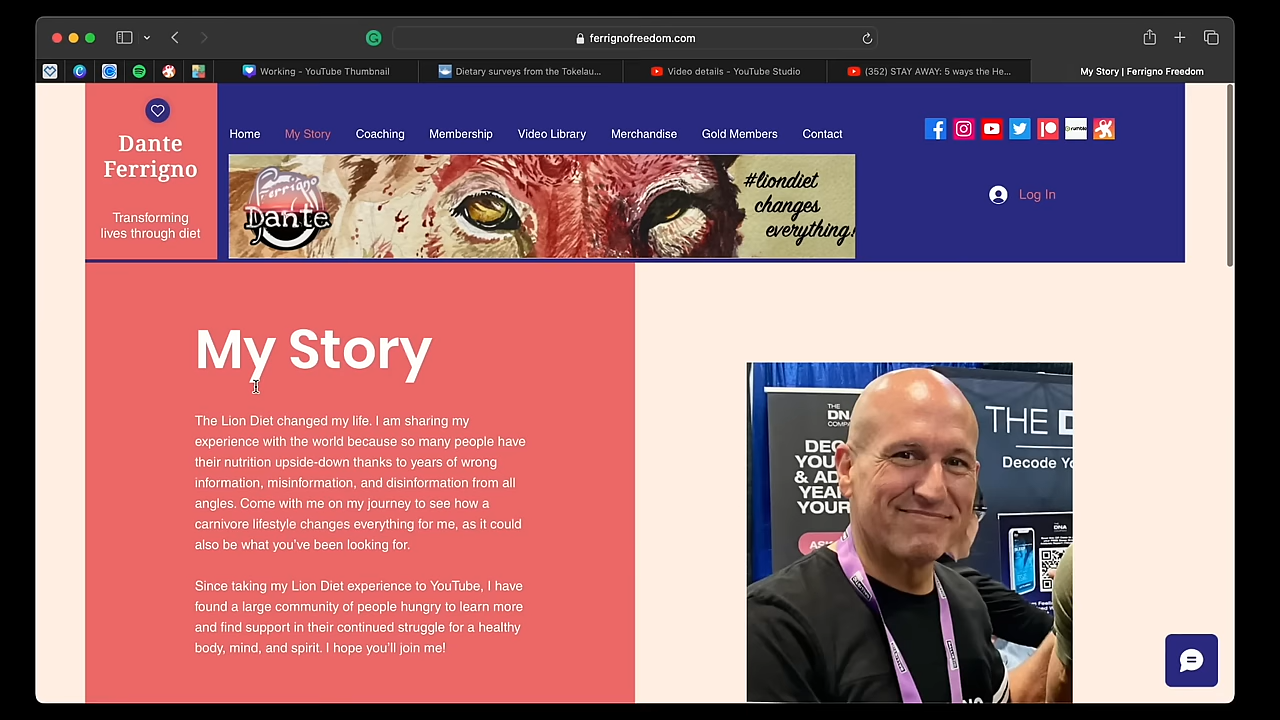 ferrignofreedom.com
Working - YouTube Thumbnail
Dietary surveys from the Tokelau...
Video details - YouTube Studio
(352) STAY AWAY: 5 ways the He...
My Story | Ferrigno Freedom
Dante
Ferrigno
Transforming
lives through diet
Home
My Story
Coaching
Membership
Video Library
Merchandise
Gold Members
Contact
rumble
Log In
Ferrigno
Dante
#liondiet
changes
everything!
My Story
The Lion Diet changed my life. I am sharing my
experience with the world because so many people have
their nutrition upside-down thanks to years of wrong
information, misinformation, and disinformation from all
angles. Come with me on my journey to see how a
carnivore lifestyle changes everything for me, as it could
also be what you've been looking for.
Since taking my Lion Diet experience to YouTube, I have
found a large community of people hungry to learn more
and find support in their continued struggle for a healthy
body, mind, and spirit. I hope you'll join me!
THE
DNA
THE D
Decode Yo
DEC
YOU
& AD
YEAR
YOUR